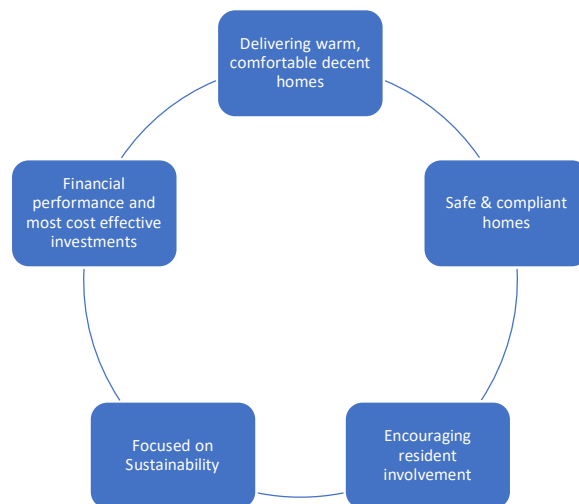 Delivering warm,
comfortable decent
homes
Safe & compliant
homes
Encouraging
resident
involvement
Focused on
Sustainability
Financial
performance and
most cost effective
investments